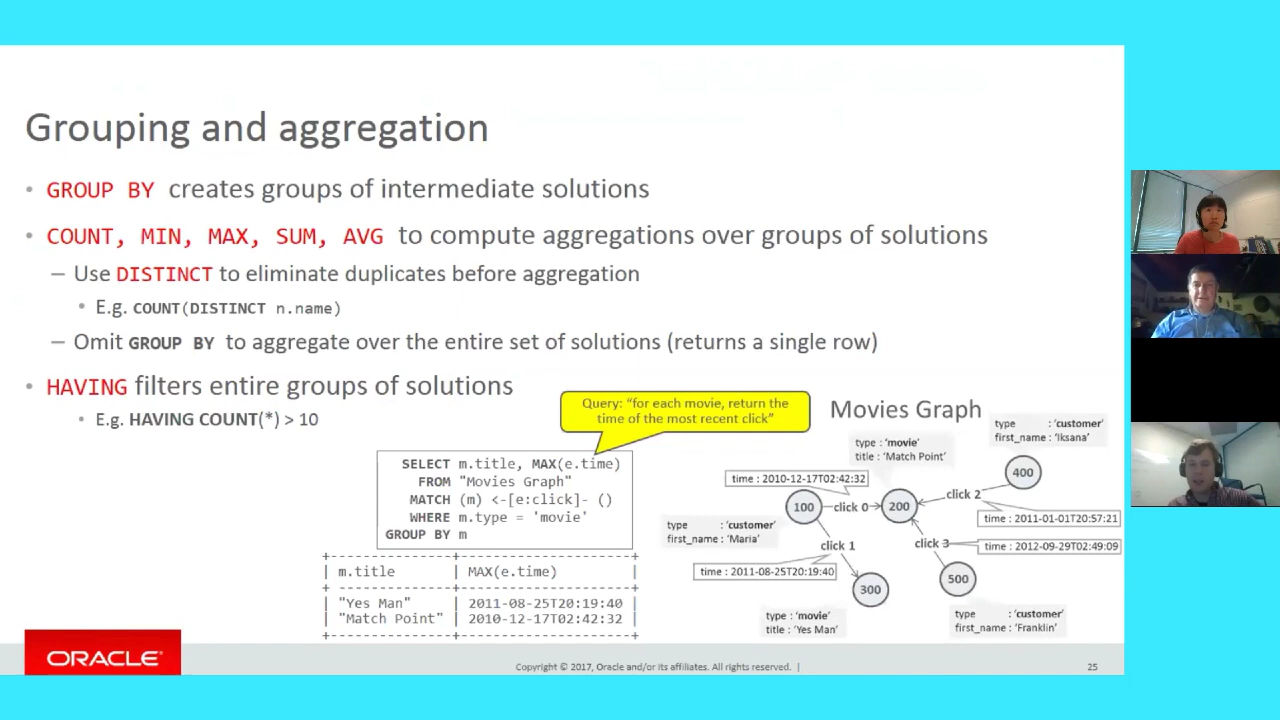 Grouping and aggregation
• GROUP BY creates groups of intermediate solutions
• COUNT, MIN, MAX, SUM, AVG to compute aggregations over groups of solutions
– Use DISTINCT to eliminate duplicates before aggregation
• E.g. COUNT(DISTINCT n.name)
– Omit GROUP BY to aggregate over the entire set of solutions (returns a single row)
• HAVING filters entire groups of solutions
• E.g. HAVING COUNT(*) > 10
Query: "for each movie, return the
time of the most recent click"
SELECT m.title, MAX(e.time)
FROM "Movies Graph"
MATCH (m) <-[e:click]- ()
WHERE m.type = 'movie'
GROUP BY m
+--------------+---------------------+
| m.title | MAX(e.time) |
+--------------+---------------------+
| "Yes Man" | 2011-08-25T20:19:40 |
| "Match Point" | 2010-12-17T02:42:32 |
+--------------+---------------------+
Movies Graph
type : 'customer'
first_name : 'Iksana'
type : 'movie'
title : 'Match Point'
400
time : 2010-12-17T02:42:32
click 2
100
click 0
200
time : 2011-01-01T20:57:21
type : 'customer'
first_name : 'Maria'
click 1
click 3
time : 2012-09-29T02:49:09
time : 2011-08-25T20:19:40
300
500
type : 'movie'
title : 'Yes Man'
type : 'customer'
first_name : 'Franklin'
ORACLE®
Copyright © 2017, Oracle and/or its affiliates. All rights reserved. |
25